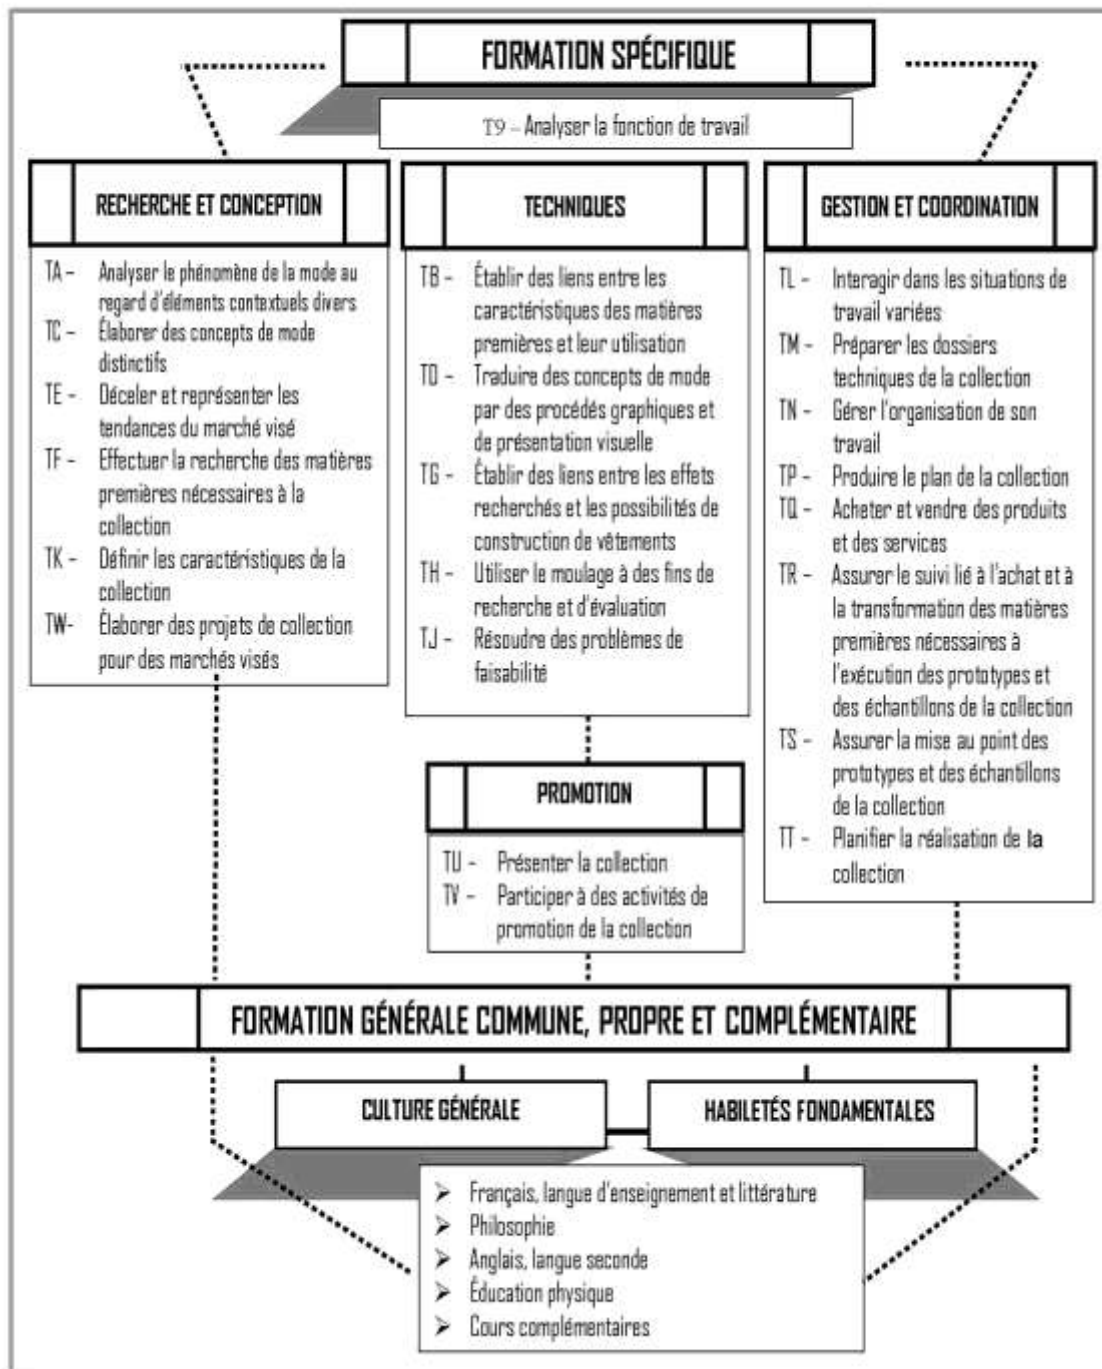 FORMATION SPÉCIFIQUE
T9 – Analyser la fonction de travail
RECHERCHE ET CONCEPTION
TA – Analyser le phénomène de la mode au
regard d'éléments contextuels divers
TC – Élaborer des concepts de mode
distinctifs
TE – Déceler et représenter les
tendances du marché visé
TF – Effectuer la recherche des matières
premières nécessaires à la
collection
TK – Définir les caractéristiques de la
collection
TW- Élaborer des projets de collection
pour des marchés visés
TECHNIQUES
TB – Établir des liens entre les
caractéristiques des matières
premières et leur utilisation
TD – Traduire des concepts de mode
par des procédés graphiques et
de présentation visuelle
TG – Établir des liens entre les effets
recherchés et les possibilités de
construction de vêtements
TH – Utiliser le moulage à des fins de
recherche et d'évaluation
TJ – Résoudre des problèmes de
faisabilité
PROMOTION
TU – Présenter la collection
TV – Participer à des activités de
promotion de la collection
GESTION ET COORDINATION
TL – Interagir dans les situations de
travail variées
TM – Préparer les dossiers
techniques de la collection
TN – Gérer l'organisation de son
travail
TP – Produire le plan de la collection
TQ – Acheter et vendre des produits
et des services
TR – Assurer le suivi lié à l'achat et à
la transformation des matières
premières nécessaires à
l'exécution des prototypes et
des échantillons de la collection
TS – Assurer la mise au point des
prototypes et des échantillons
de la collection
TT – Planifier la réalisation de la
collection
FORMATION GÉNÉRALE COMMUNE, PROPRE ET COMPLÉMENTAIRE
CULTURE GÉNÉRALE
HABILETÉS FONDAMENTALES
➢ Français, langue d'enseignement et littérature
➢ Philosophie
➢ Anglais, langue seconde
➢ Éducation physique
➢ Cours complémentaires